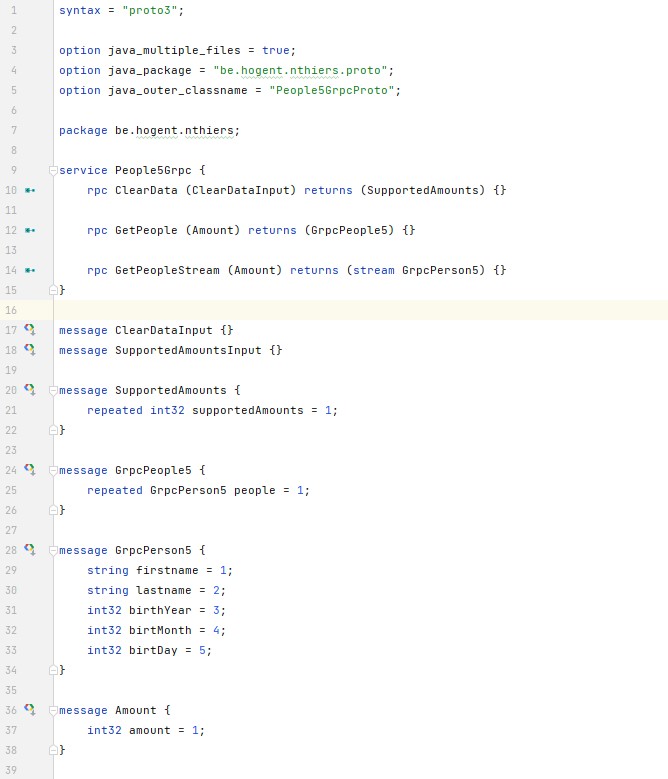 1 syntax = "proto3";
2
3 option java_multiple_files = true;
4 option java_package = "be.hogent.nthiers.proto";
5 option java_outer_classname = "People5GrpcProto";
6
7 package be.hogent.nthiers;
8
9 service People5Grpc {
10 rpc ClearData (ClearDataInput) returns (SupportedAmounts) {}
11
12 rpc GetPeople (Amount) returns (GrpcPeople5) {}
13
14 rpc GetPeopleStream (Amount) returns (stream GrpcPerson5) {}
15 }
16
17 message ClearDataInput {}
18 message SupportedAmountsInput {}
19
20 message SupportedAmounts {
21 repeated int32 supportedAmounts = 1;
22 }
23
24 message GrpcPeople5 {
25 repeated GrpcPerson5 people = 1;
26 }
27
28 message GrpcPerson5 {
29 string firstname = 1;
30 string lastname = 2;
31 int32 birthYear = 3;
32 int32 birtMonth = 4;
33 int32 birtDay = 5;
34 }
35
36 message Amount {
37 int32 amount = 1;
38 }
39